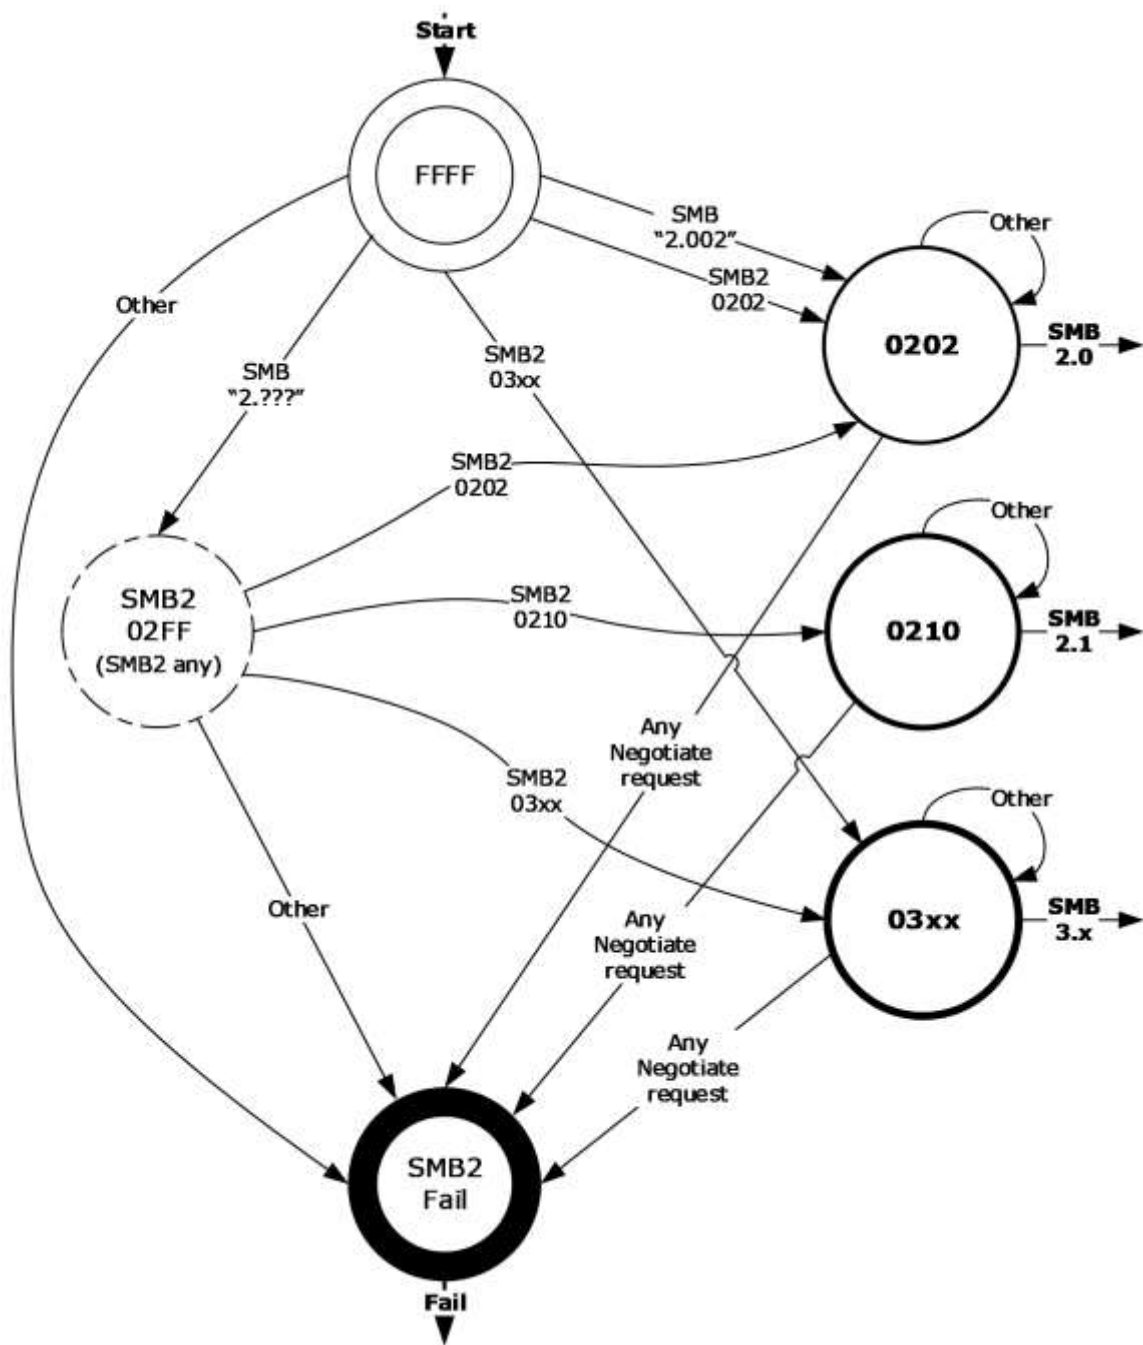 Start
FFFF
SMB
“2.002”
SMB2
0202
Other
Other
SMB2
03xx
0202
SMB
2.0
SMB
“2.???”
SMB2
0202
Other
SMB2
02FF
(SMB2 any)
SMB2
0210
0210
SMB
2.1
Any
Negotiate
request
SMB2
03xx
Other
03xx
SMB
3.x
Other
Any
Negotiate
request
Any
Negotiate
request
SMB2
Fail
Fail